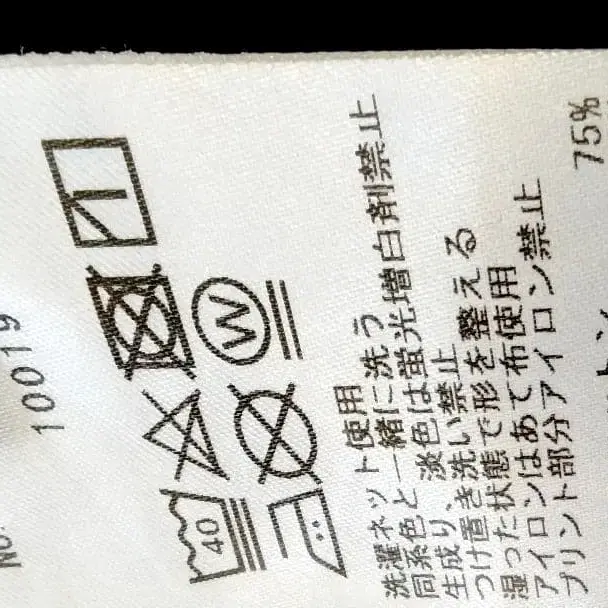 No.
10019
40
W
洗濯ネット使用
同系色と一緒に洗う
生成り、淡色は蛍光増白剤禁止
つけ置き洗い禁止
湿った状態で形を整える
アイロンはあて布使用
プリント部分アイロン禁止
75%